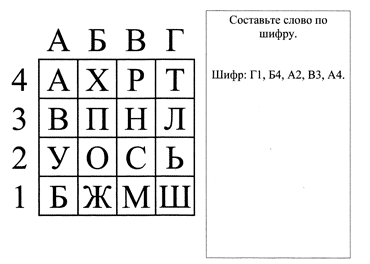 А Б В Г
4 А Х Р Т
3 В П Н Л
2 У О С Ь
1 Б Ж М Ш
Составьте слово по
шифру.
Шифр: Г1, Б4, А2, В3, А4.